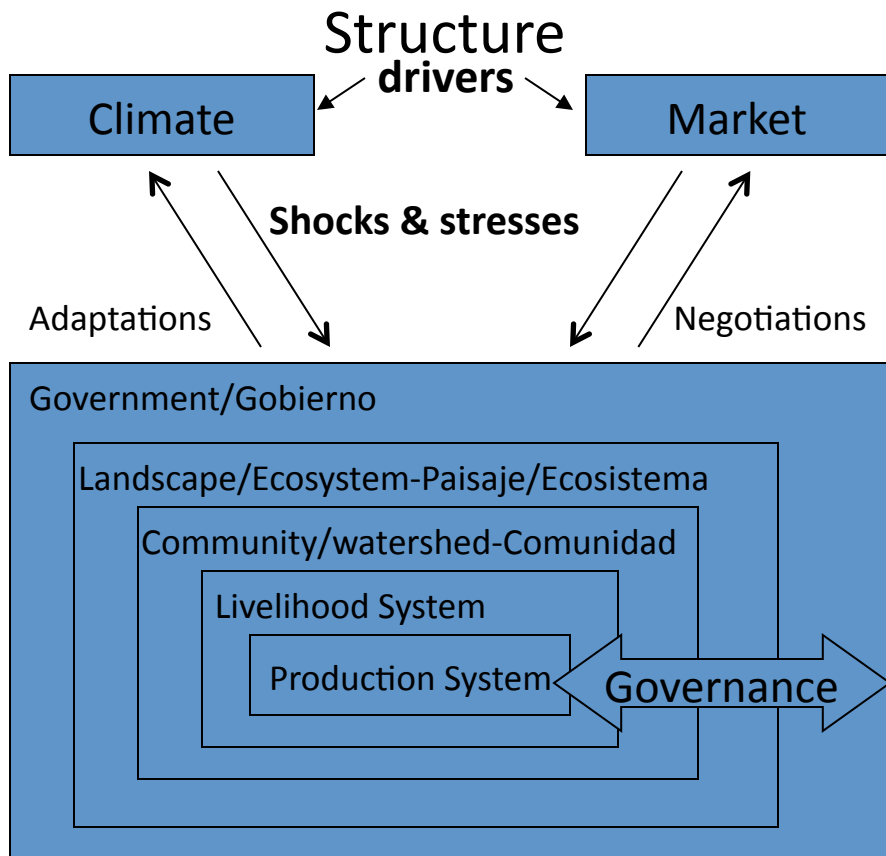 Structure
drivers
Climate
Market
Shocks & stresses
Adaptations
Negotiations
Government/Gobierno
Landscape/Ecosystem-Paisaje/Ecosistema
Community/watershed-Comunidad
Livelihood System
Production System
Governance